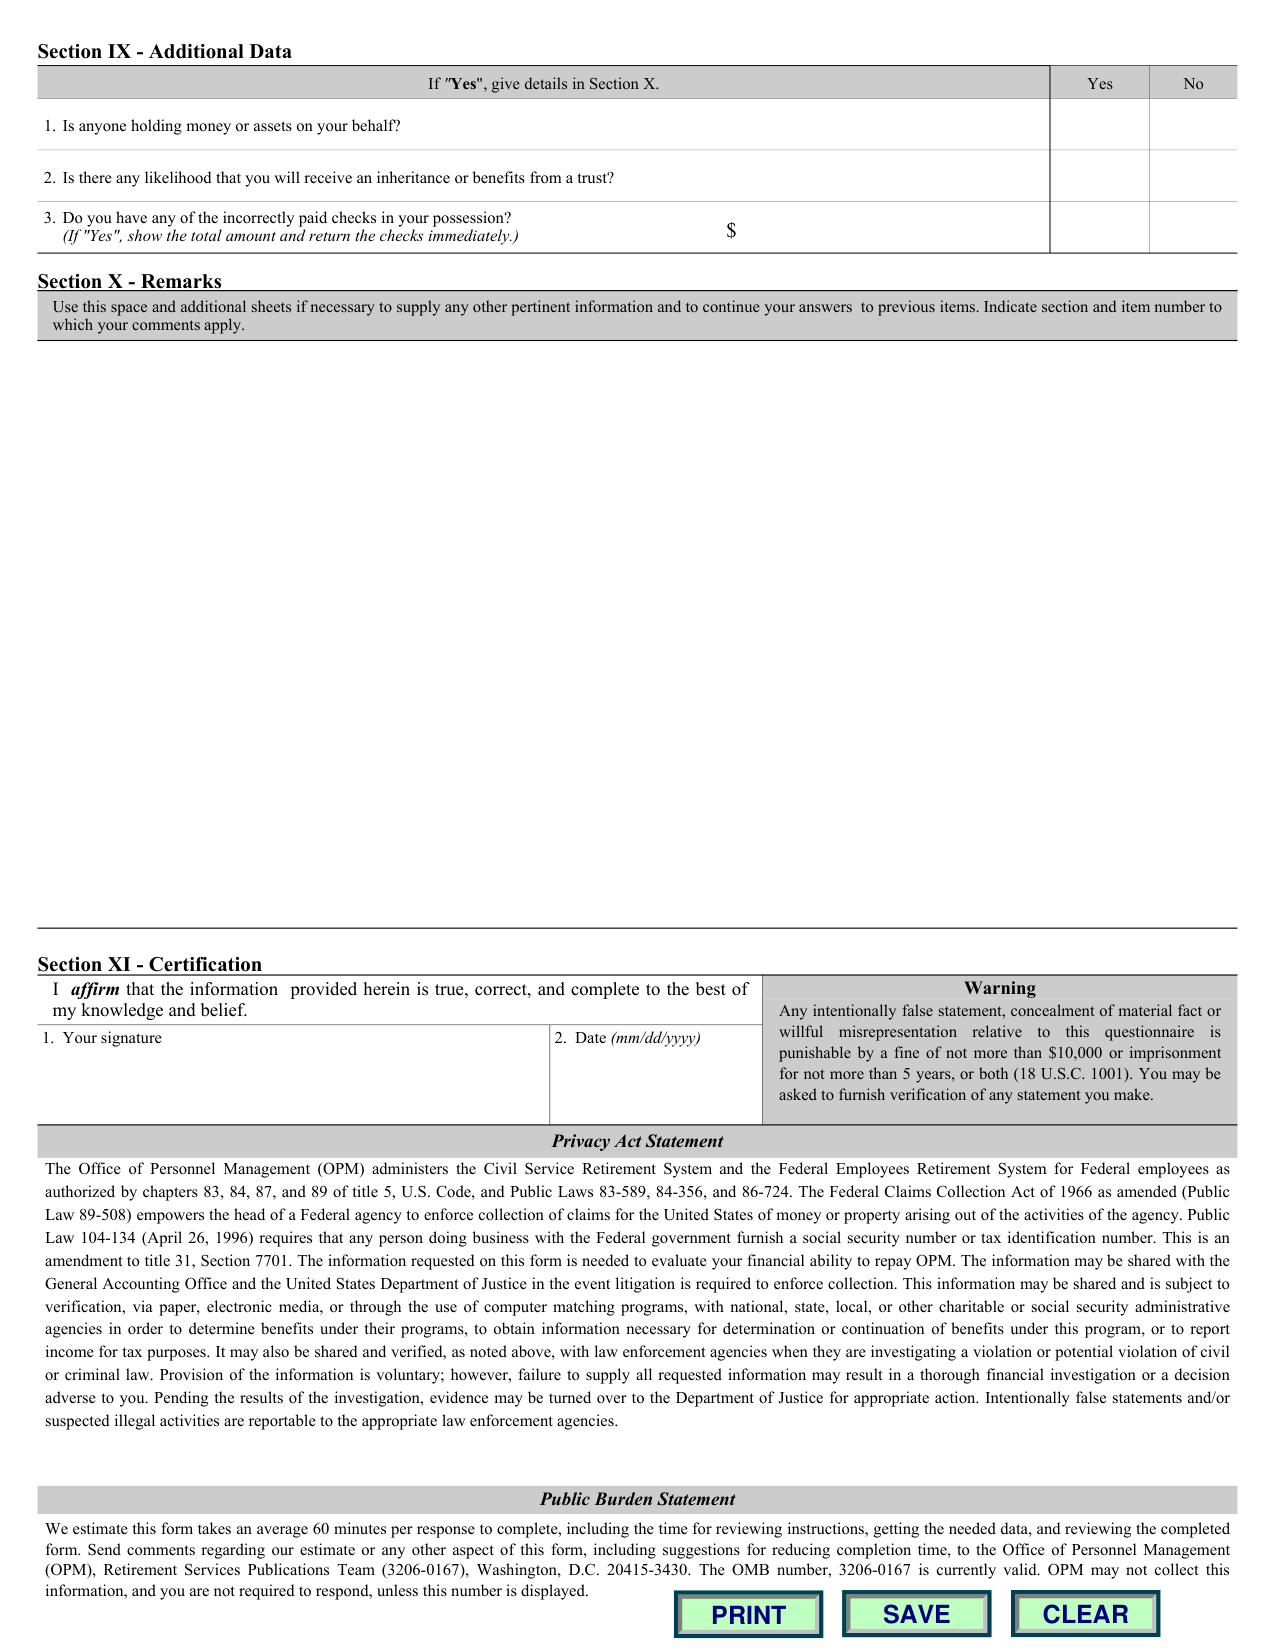 Section IX - Additional Data
If "Yes", give details in Section X.
Yes
No
1. Is anyone holding money or assets on your behalf?
2. Is there any likelihood that you will receive an inheritance or benefits from a trust?
3. Do you have any of the incorrectly paid checks in your possession?
(If "Yes", show the total amount and return the checks immediately.)
$
Section X - Remarks
Use this space and additional sheets if necessary to supply any other pertinent information and to continue your answers to previous items. Indicate section and item number to
which your comments apply.
Section XI - Certification
I affirm that the information provided herein is true, correct, and complete to the best of
my knowledge and belief.
1. Your signature
2. Date (mm/dd/yyyy)
Warning
Any intentionally false statement, concealment of material fact or
willful misrepresentation relative to this questionnaire is
punishable by a fine of not more than $10,000 or imprisonment
for not more than 5 years, or both (18 U.S.C. 1001). You may be
asked to furnish verification of any statement you make.
Privacy Act Statement
The Office of Personnel Management (OPM) administers the Civil Service Retirement System and the Federal Employees Retirement System for Federal employees as
authorized by chapters 83, 84, 87, and 89 of title 5, U.S. Code, and Public Laws 83-589, 84-356, and 86-724. The Federal Claims Collection Act of 1966 as amended (Public
Law 89-508) empowers the head of a Federal agency to enforce collection of claims for the United States of money or property arising out of the activities of the agency. Public
Law 104-134 (April 26, 1996) requires that any person doing business with the Federal government furnish a social security number or tax identification number. This is an
amendment to title 31, Section 7701. The information requested on this form is needed to evaluate your financial ability to repay OPM. The information may be shared with the
General Accounting Office and the United States Department of Justice in the event litigation is required to enforce collection. This information may be shared and is subject to
verification, via paper, electronic media, or through the use of computer matching programs, with national, state, local, or other charitable or social security administrative
agencies in order to determine benefits under their programs, to obtain information necessary for determination or continuation of benefits under this program, or to report
income for tax purposes. It may also be shared and verified, as noted above, with law enforcement agencies when they are investigating a violation or potential violation of civil
or criminal law. Provision of the information is voluntary; however, failure to supply all requested information may result in a thorough financial investigation or a decision
adverse to you. Pending the results of the investigation, evidence may be turned over to the Department of Justice for appropriate action. Intentionally false statements and/or
suspected illegal activities are reportable to the appropriate law enforcement agencies.
Public Burden Statement
We estimate this form takes an average 60 minutes per response to complete, including the time for reviewing instructions, getting the needed data, and reviewing the completed
form. Send comments regarding our estimate or any other aspect of this form, including suggestions for reducing completion time, to the Office of Personnel Management
(OPM), Retirement Services Publications Team (3206-0167), Washington, D.C. 20415-3430. The OMB number, 3206-0167 is currently valid. OPM may not collect this
information, and you are not required to respond, unless this number is displayed.
PRINT
SAVE
CLEAR